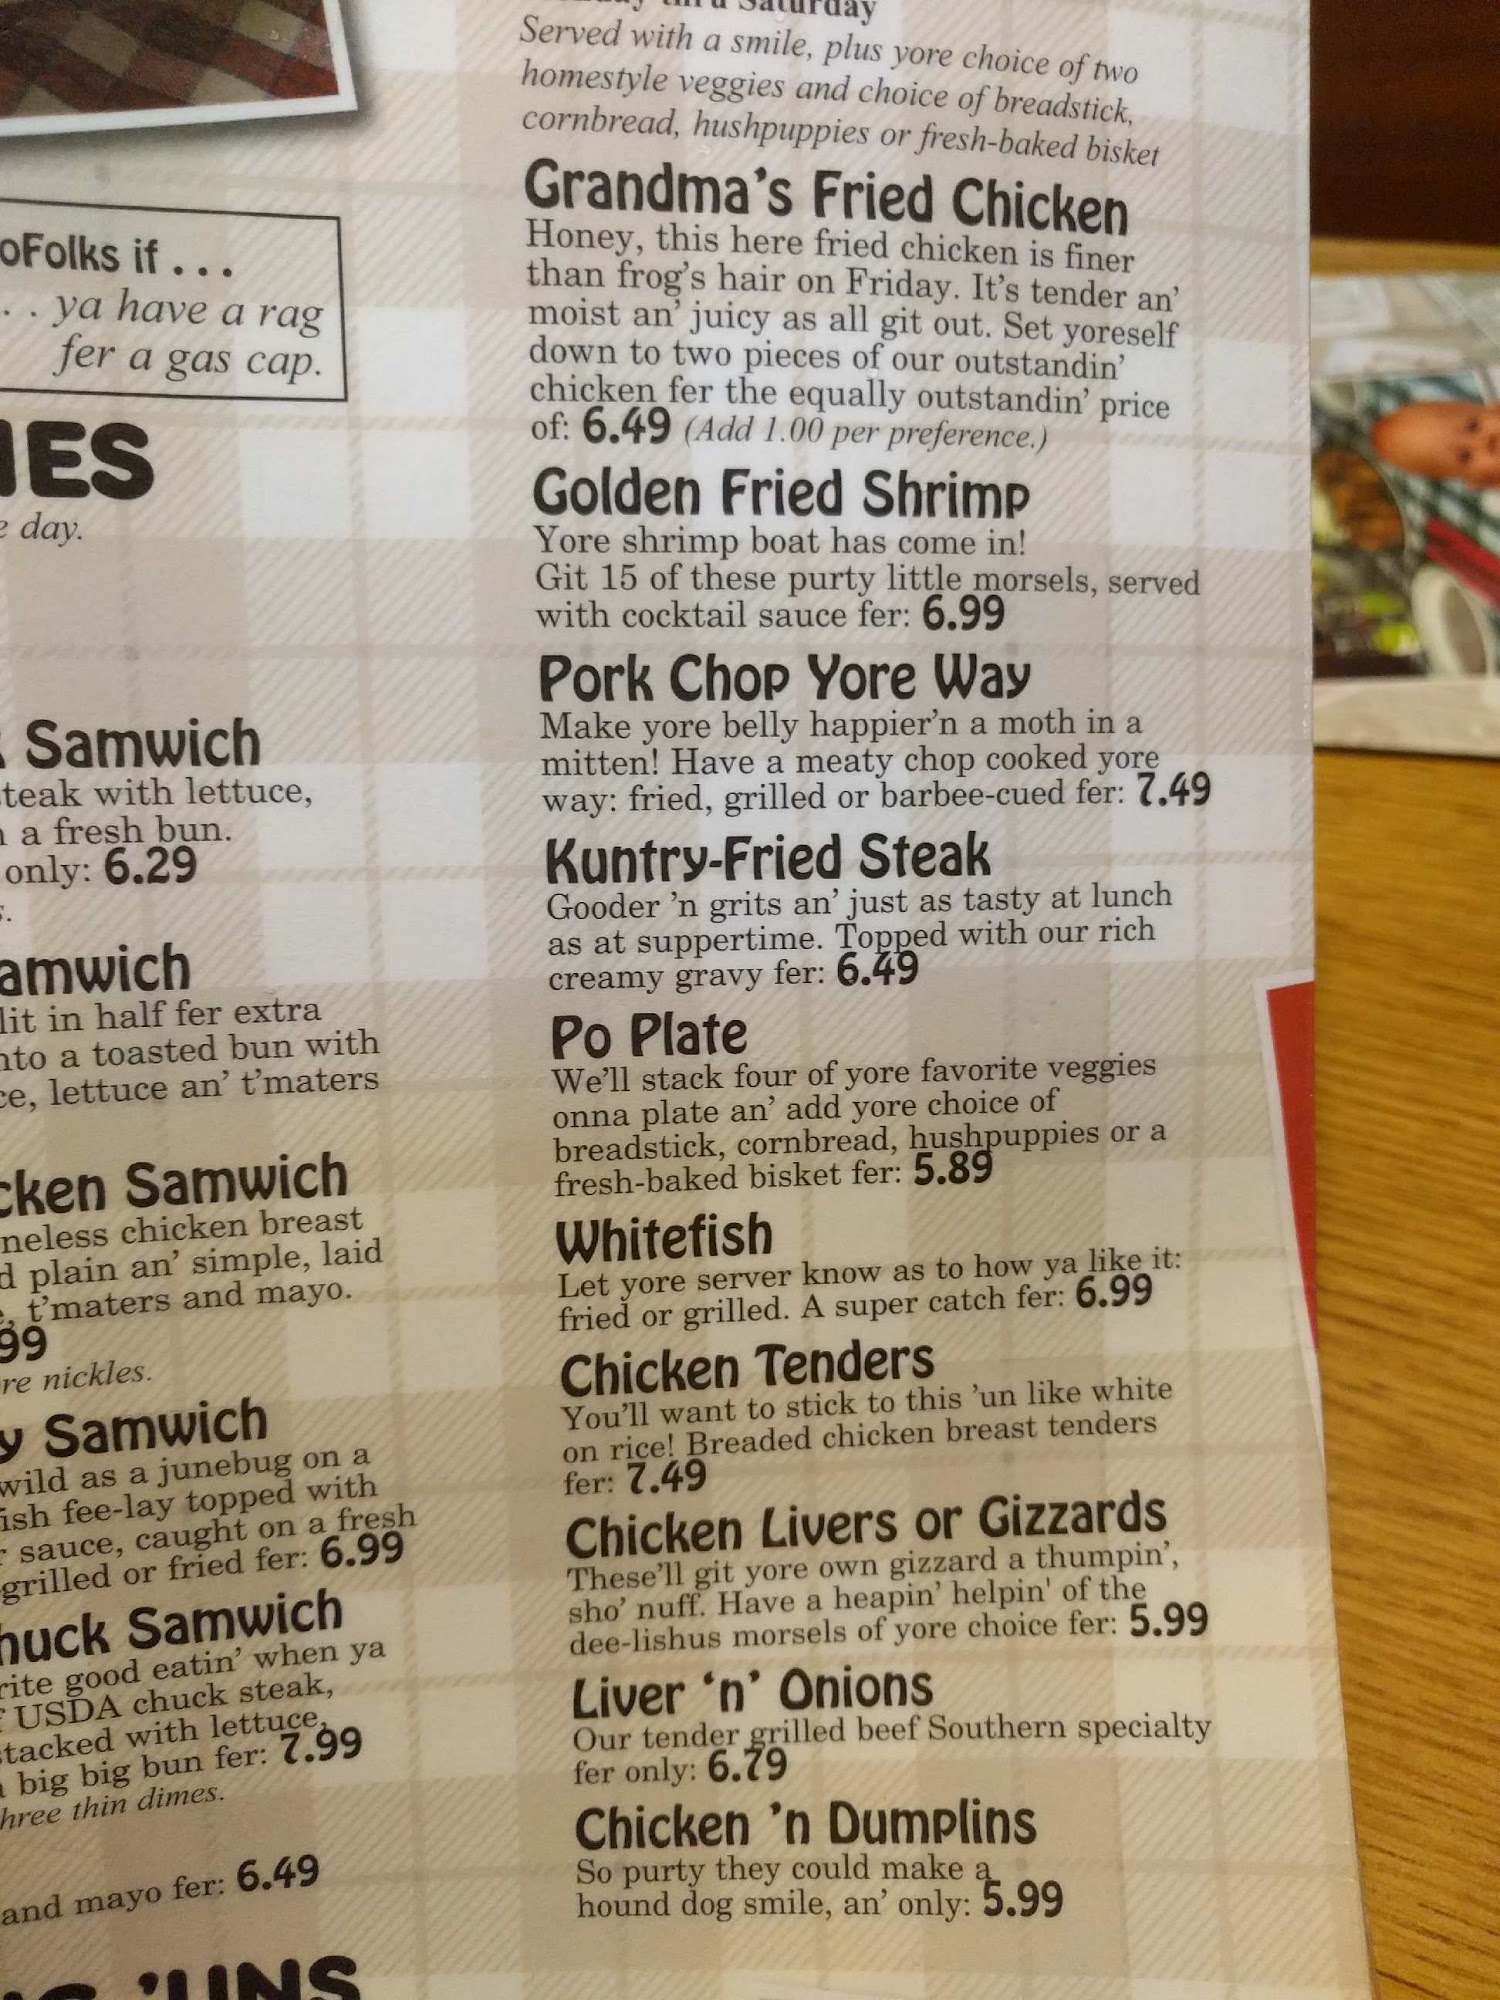 thru Saturday
Served with a smile, plus yore choice of two
homestyle veggies and choice of breadstick,
cornbread, hushpuppies or fresh-baked bisket
Grandma's Fried Chicken
Honey, this here fried chicken is finer
than frog's hair on Friday. It's tender an'
moist an' juicy as all git out. Set yoreself
down to two pieces of our outstandin'
chicken fer the equally outstandin' price
of: 6.49 (Add 1.00 per preference.)
Golden Fried Shrimp
Yore shrimp boat has come in!
Git 15 of these purty little morsels, served
with cocktail sauce fer: 6.99
Pork Chop Yore Way
Make yore belly happier'n a moth in a
mitten! Have a meaty chop cooked yore
way: fried, grilled or barbee-cued fer: 7.49
Kuntry-Fried Steak
Gooder 'n grits an' just as tasty at lunch
as at suppertime. Topped with our rich
creamy gravy fer: 6.49
Po Plate
We'll stack four of yore favorite veggies
onna plate an' add yore choice of
breadstick, cornbread, hushpuppies or a
fresh-baked bisket fer: 5.89
Whitefish
Let yore server know as to how ya like it:
fried or grilled. A super catch fer: 6.99
Chicken Tenders
You'll want to stick to this 'un like white
on rice! Breaded chicken breast tenders
fer: 7.49
Chicken Livers or Gizzards
These'll git yore own gizzard a thumpin',
sho' nuff. Have a heapin' helpin' of the
dee-lishus morsels of yore choice fer: 5.99
Liver 'n' Onions
Our tender grilled beef Southern specialty
fer only: 6.79
Chicken 'n Dumplins
So purty they could make a
hound dog smile, an' only: 5.99
oFolks if . . .
. . ya have a rag
fer a gas cap.
IES
day.
Samwich
teak with lettuce,
a fresh bun.
only: 6.29
s.
amwich
lit in half fer extra
nto a toasted bun with
ce, lettuce an' t'maters
cken Samwich
neless chicken breast
d plain an' simple, laid
t'maters and mayo.
99
re nickles.
y Samwich
wild as a junebug on a
ish fee-lay topped with
sauce, caught on a fresh
grilled or fried fer: 6.99
huck Samwich
rite good eatin' when ya
USDA chuck steak,
tacked with lettuce,
big big bun fer: 7.99
hree thin dimes.
and mayo fer: 6.49
'UNS